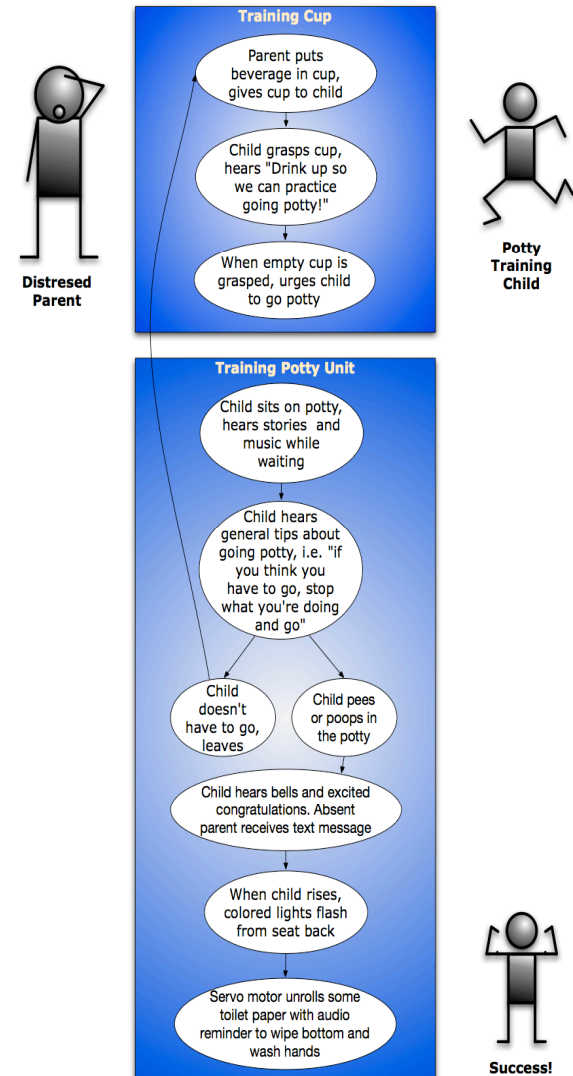 Training Cup
Parent puts
beverage in cup,
gives cup to child
Child grasps cup,
hears "Drink up so
we can practice
going potty!"
When empty cup is
grasped, urges child
to go potty
Distresed
Parent
Potty
Training
Child
Training Potty Unit
Child sits on potty,
hears stories and
music while
waiting
Child hears
general tips about
going potty, i.e. "if
you think you
have to go, stop
what you're doing
and go"
Child
doesn't
have to go,
leaves
Child pees
or poops in
the potty
Child hears bells and excited
congratulations. Absent
parent receives text message
When child rises,
colored lights flash
from seat back
Servo motor unrolls some
toilet paper with audio
reminder to wipe bottom and
wash hands
Success!